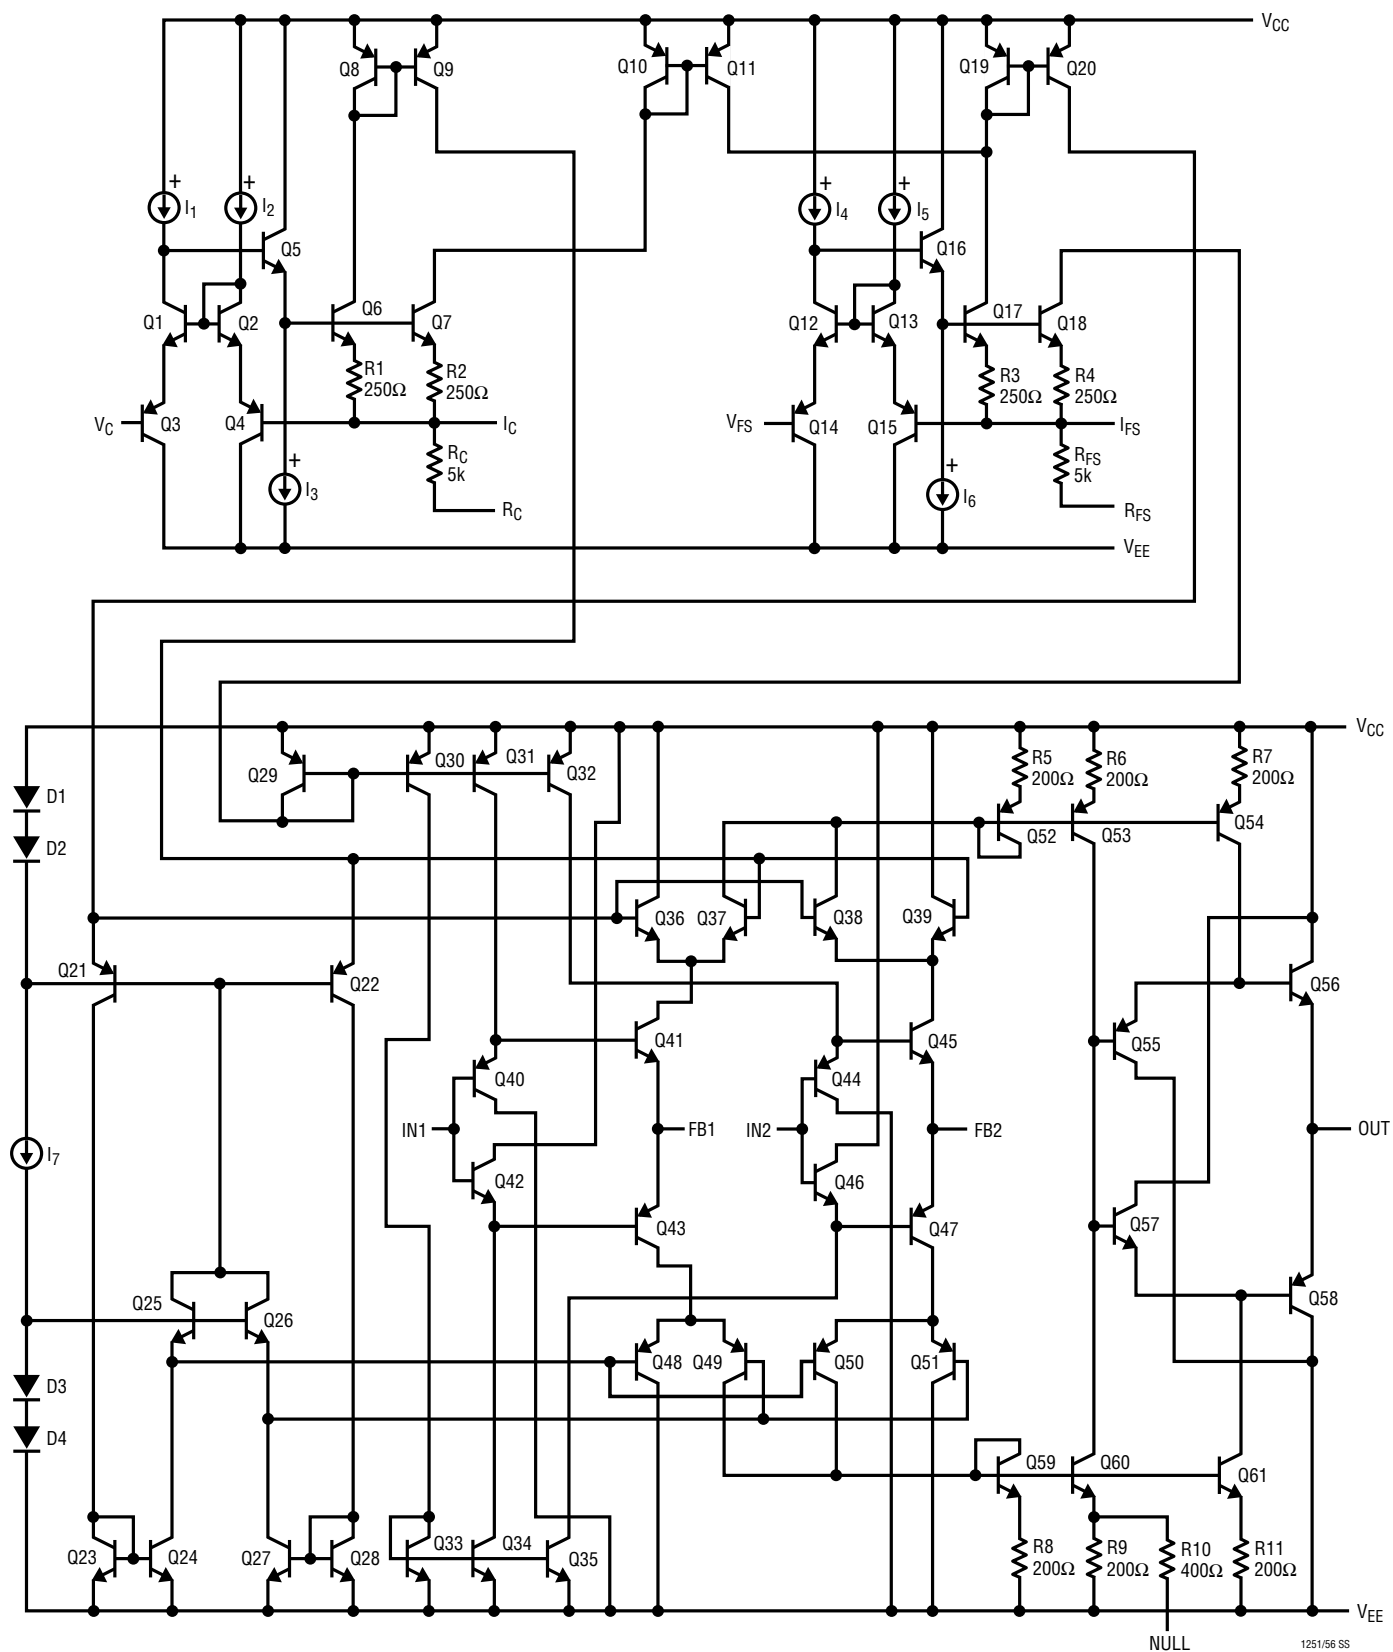 VCC
Q8
Q9
Q10
Q11
Q19
Q20
+
I1
+
I2
+
I4
+
I5
Q5
Q16
Q1
Q2
Q6
Q7
Q12
Q13
Q17
Q18
R1
250Ω
R2
250Ω
R3
250Ω
R4
250Ω
VC
Q3
Q4
IC
VFS
Q14
Q15
IFS
+
I3
RC
5k
+
I6
RFS
5k
RC
RFS
VEE
VCC
Q29
Q30
Q31
Q32
R5
200Ω
R6
200Ω
R7
200Ω
D1
D2
Q52
Q53
Q54
Q36
Q37
Q38
Q39
Q21
Q22
Q56
Q41
Q45
Q55
Q40
Q44
IN1
FB1
IN2
FB2
OUT
I7
Q42
Q46
Q43
Q47
Q57
Q25
Q26
Q58
Q48
Q49
Q50
Q51
D3
D4
Q59
Q60
Q61
Q23
Q24
Q27
Q28
Q33
Q34
Q35
R8
200Ω
R9
200Ω
R10
400Ω
R11
200Ω
VEE
NULL
1251/56 SS